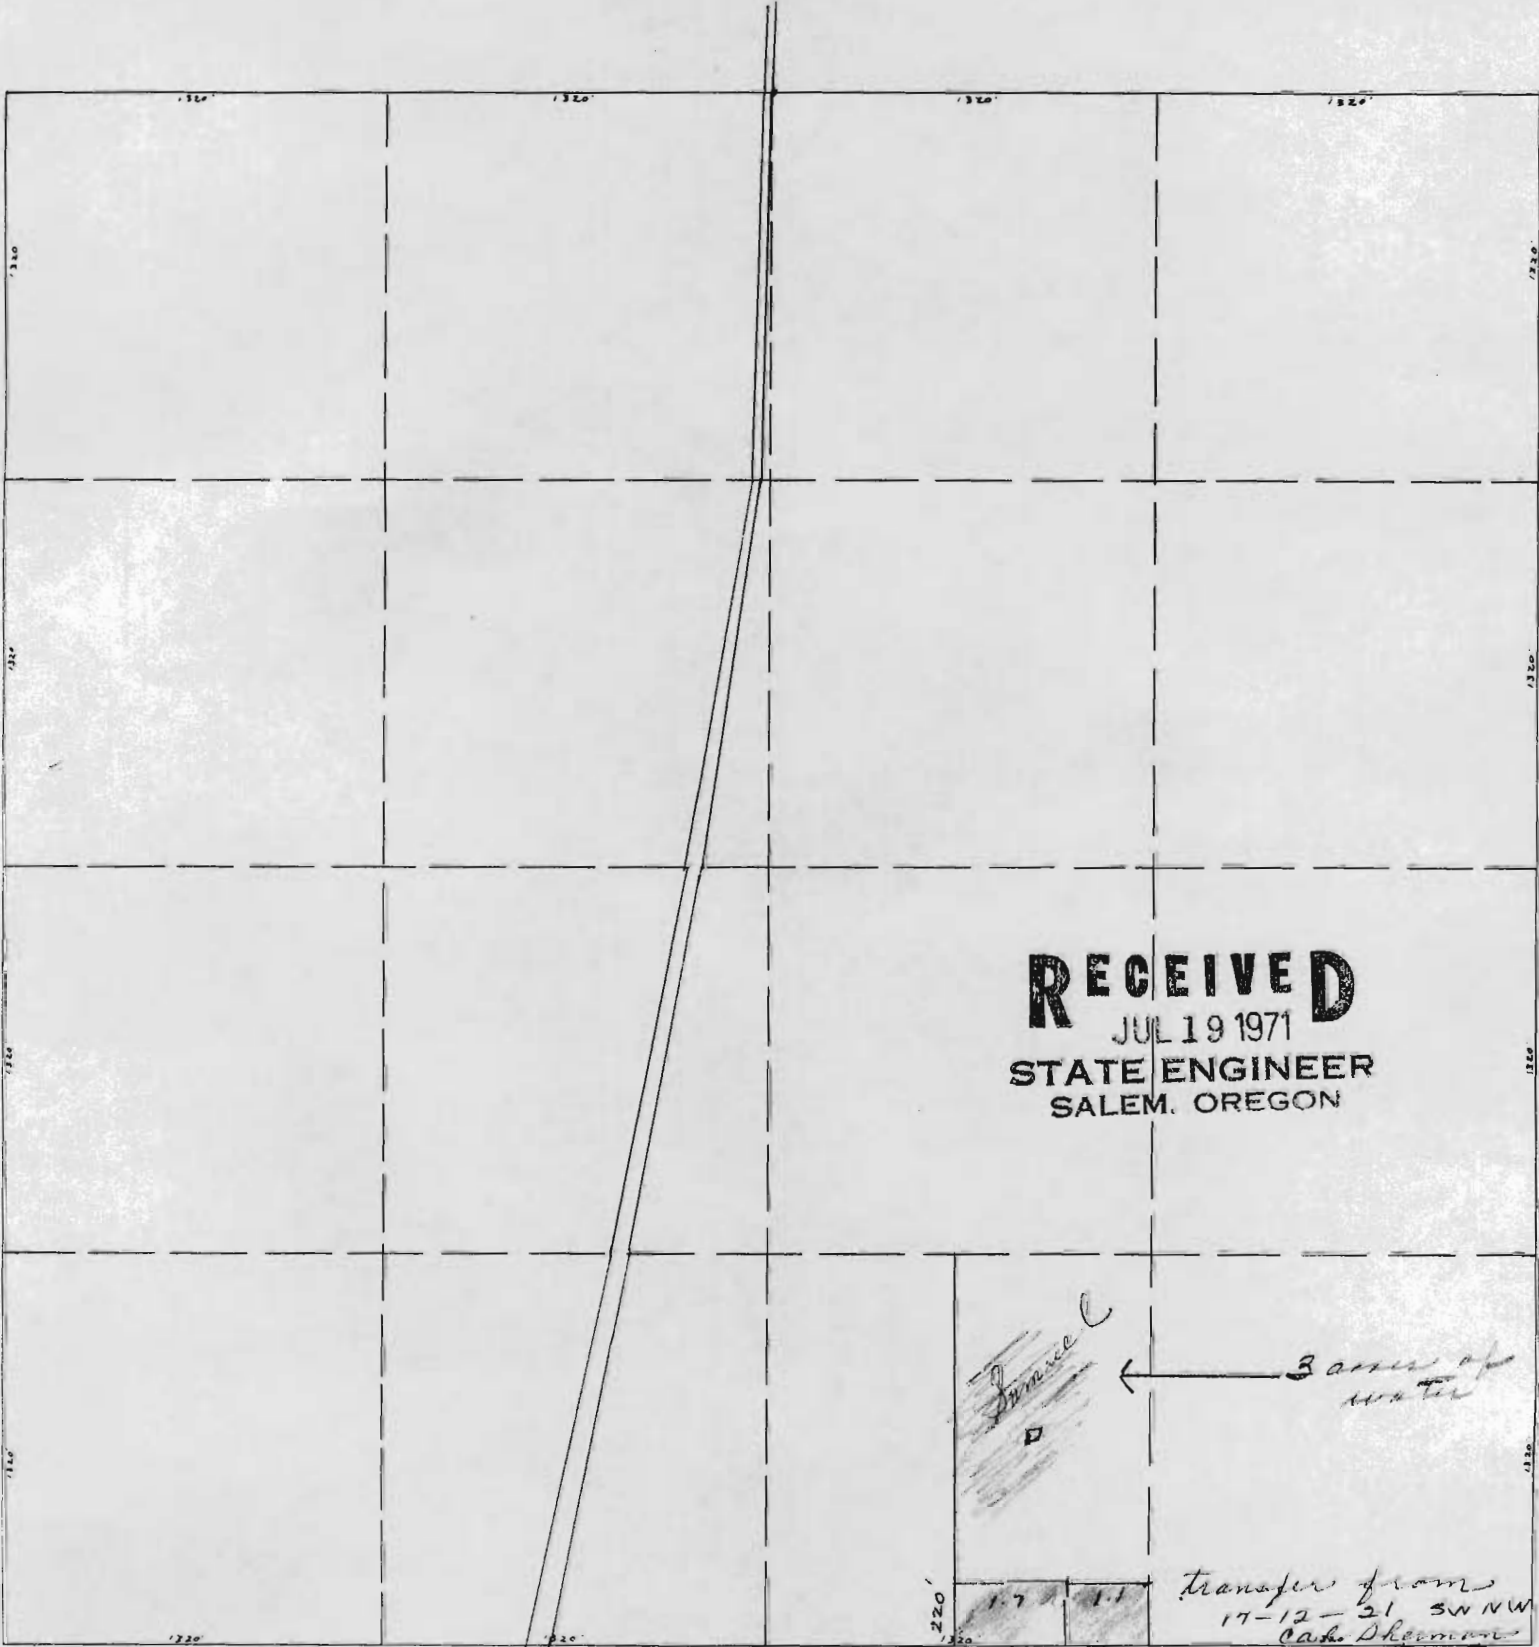 1320' 1320' 1320' 1320'
1320 1320'
1320 1320'
RECEIVED
JUL 19 1971
STATE ENGINEER
SALEM, OREGON
1320 1320'
3 acres of
water
1320' 1320
220' 1.7 1.1
transfer from
17-12-21 SW NW
Sherman
1320' 1320' 1320'